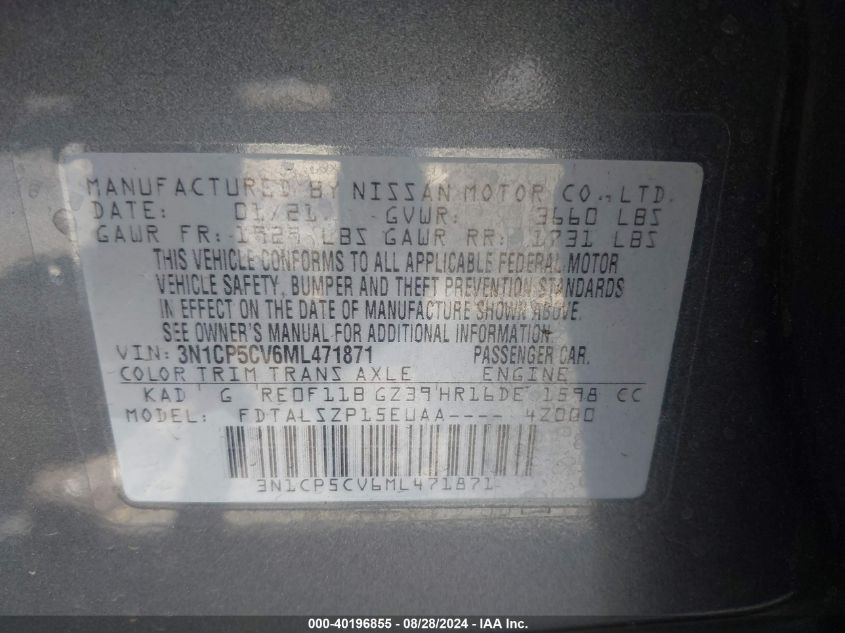 MANUFACTURED BY NISSAN MOTOR CO., LTD.
DATE: 01/21 GVWR: 3660 LBS
GAWR FR: 1929 LBS GAWR RR: 1731 LBS
THIS VEHICLE CONFORMS TO ALL APPLICABLE FEDERAL MOTOR
VEHICLE SAFETY, BUMPER AND THEFT PREVENTION STANDARDS
IN EFFECT ON THE DATE OF MANUFACTURE SHOWN ABOVE.
SEE OWNER'S MANUAL FOR ADDITIONAL INFORMATION
VIN: 3N1CP5CV6ML471871 PASSENGER CAR.
COLOR TRIM TRANS AXLE ENGINE
KAD G RE0F11B GZ39 HR16DE 1598 CC
MODEL: FDTALSZP15EUAA---- 4Z000
3N1CP5CV6ML471871
000-40196855 - 08/28/2024 - IAA Inc.